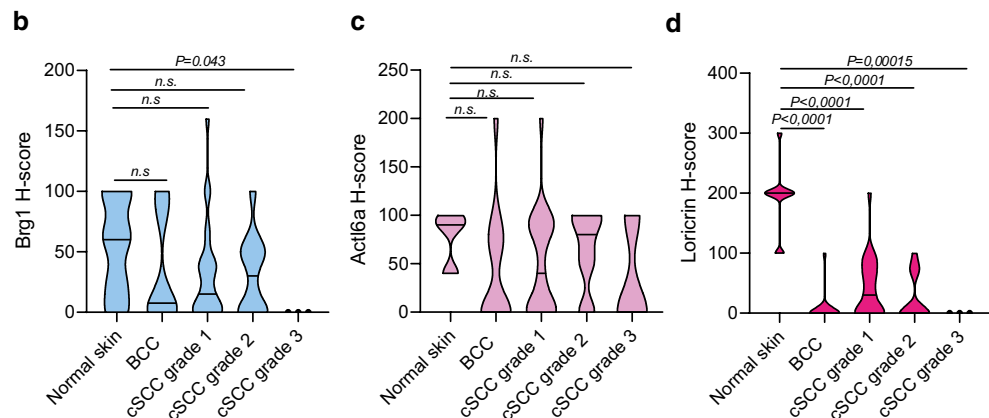 b
P=0.043
n.s.
n.s
n.s
200
150
100
50
0
Brg1 H-score
Normal skin
BCC
cSCC grade 1
cSCC grade 2
cSCC grade 3
c
n.s.
n.s.
n.s.
n.s.
250
200
150
100
50
0
Actl6a H-score
Normal skin
BCC
cSCC grade 1
cSCC grade 2
cSCC grade 3
d
P=0,00015
P<0,0001
P<0,0001
P<0,0001
400
300
200
100
0
Loricrin H-score
Normal skin
BCC
cSCC grade 1
cSCC grade 2
cSCC grade 3